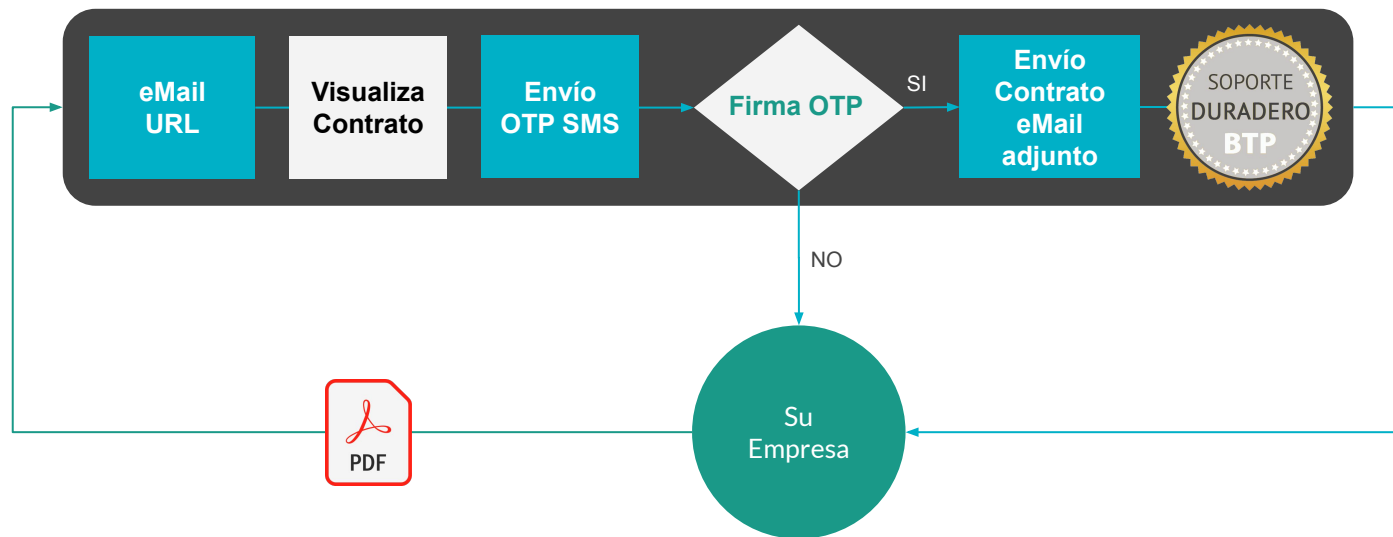 eMail
URL
Visualiza
Contrato
Envío
OTP SMS
Firma OTP
SI
Envío
Contrato
eMail
adjunto
SOPORTE
DURADERO
BTP
NO
Su
Empresa
PDF